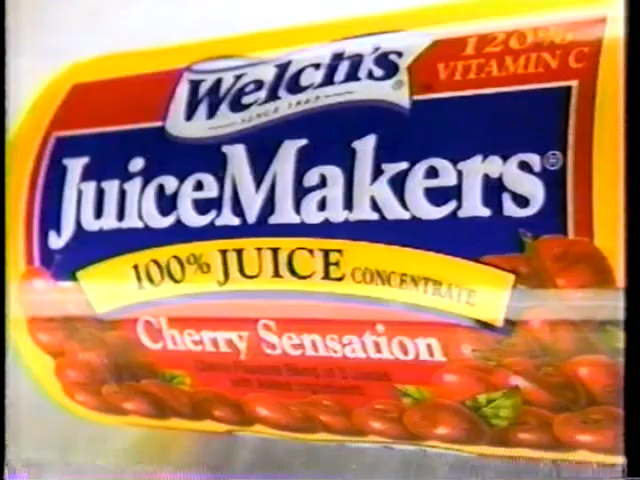 Welch's®
SINCE 1869
120%
VITAMIN C
JuiceMakers®
100% JUICE CONCENTRATE
Cherry Sensation